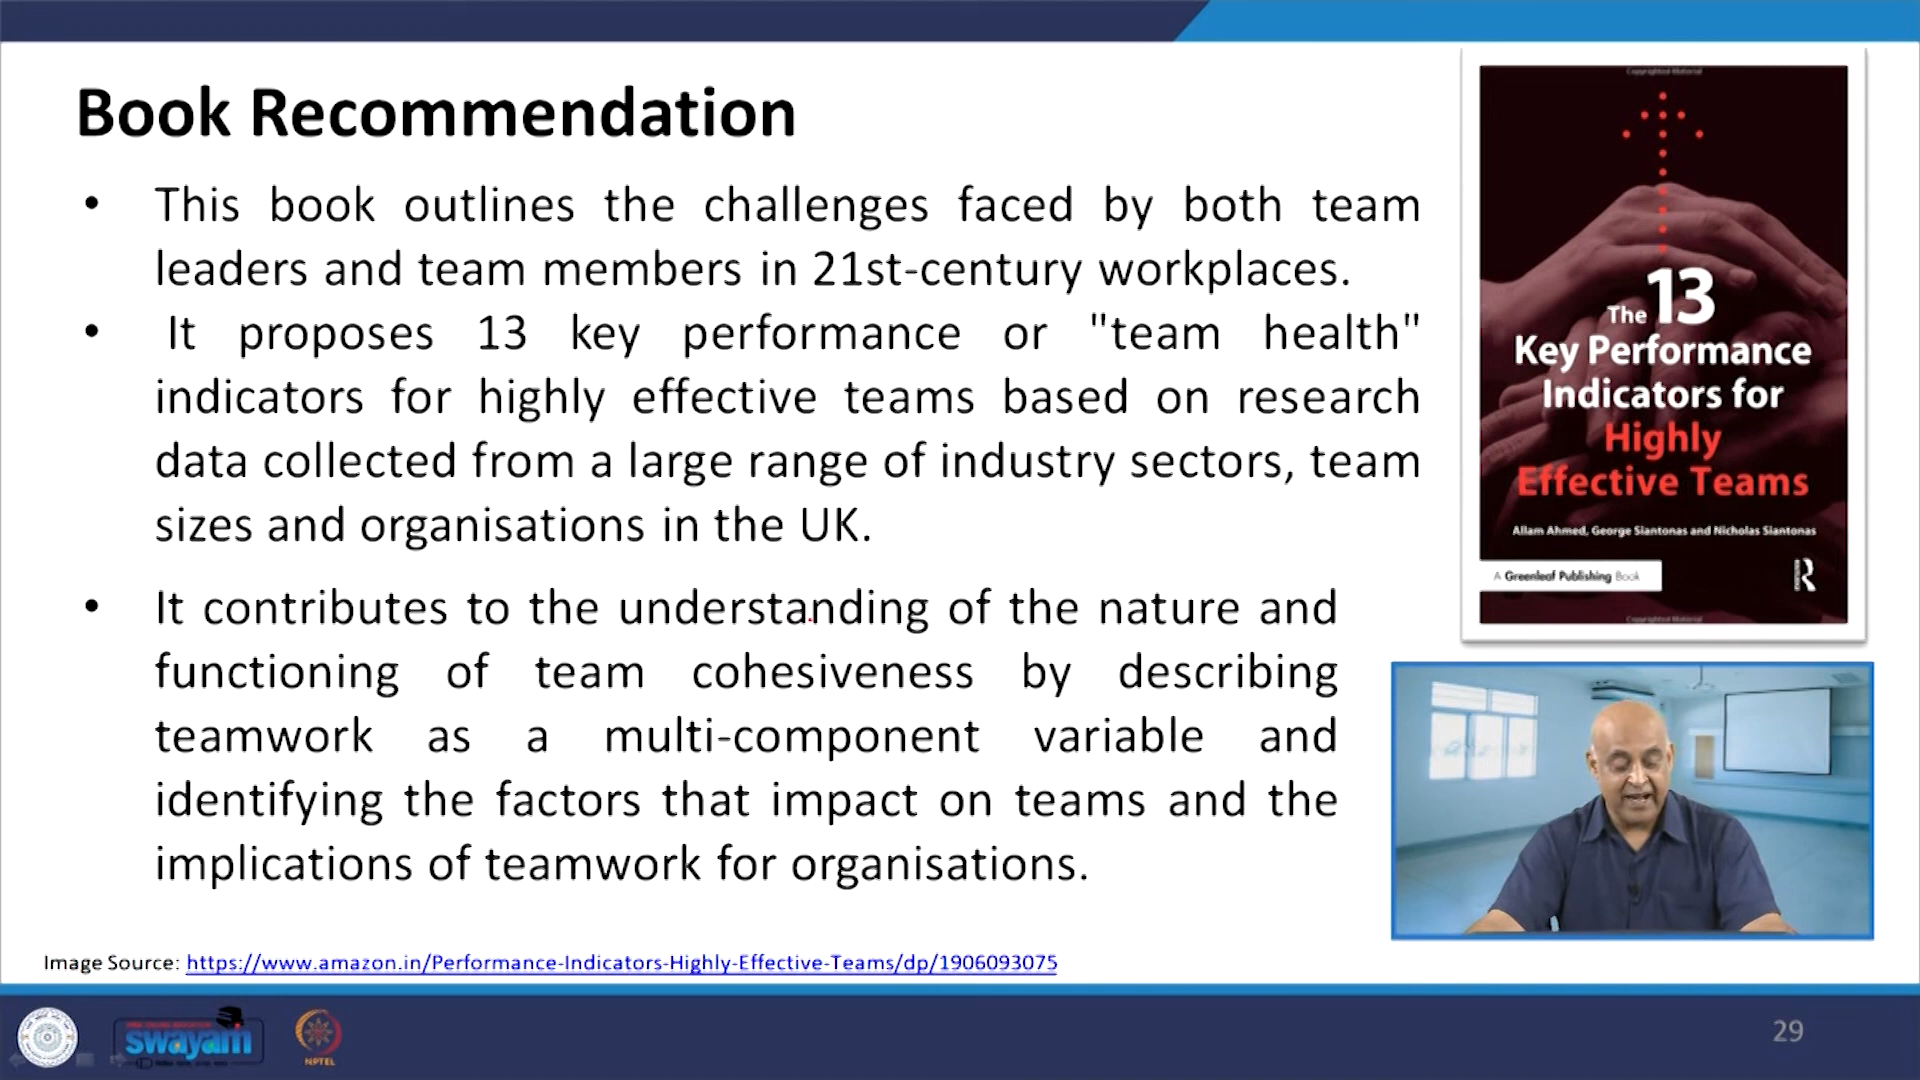 Book Recommendation
• This book outlines the challenges faced by both team
leaders and team members in 21st-century workplaces.
• It proposes 13 key performance or "team health"
indicators for highly effective teams based on research
data collected from a large range of industry sectors, team
sizes and organisations in the UK.
• It contributes to the understanding of the nature and
functioning of team cohesiveness by describing
teamwork as a multi-component variable and
identifying the factors that impact on teams and the
implications of teamwork for organisations.
Image Source: https://www.amazon.in/Performance-Indicators-Highly-Effective-Teams/dp/1906093075
Copyrighted Material
The 13
Key Performance
Indicators for
Highly
Effective Teams
Allam Ahmed, George Siantonas and Nicholas Siantonas
A Greenleaf Publishing Book
Copyrighted Material
swayam
NPTEL
29